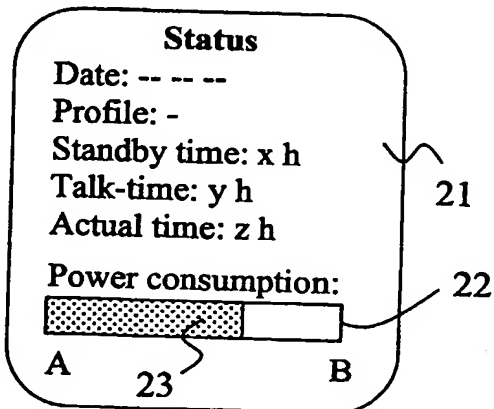 Status
Date: -- -- --
Profile: -
Standby time: x h
Talk-time: y h
Actual time: z h
21
Power consumption:
22
A
23
B